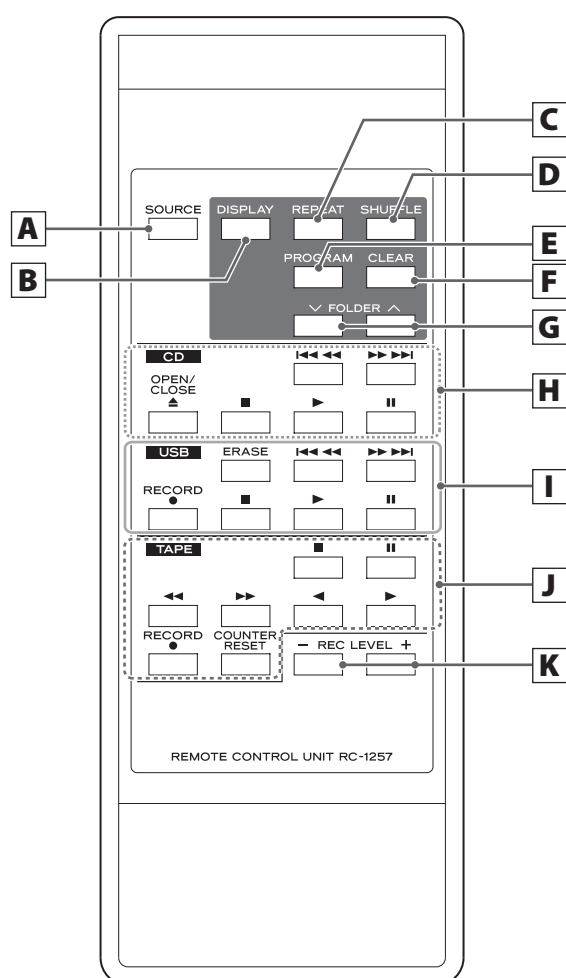 C
D
SOURCE DISPLAY REPEAT SHUFFLE
A
E
PROGRAM CLEAR
B
F
FOLDER
G
CD
OPEN/
CLOSE
H
USB ERASE
I
RECORD
TAPE
J
RECORD COUNTER
RESET
– REC LEVEL +
K
REMOTE CONTROL UNIT RC-1257